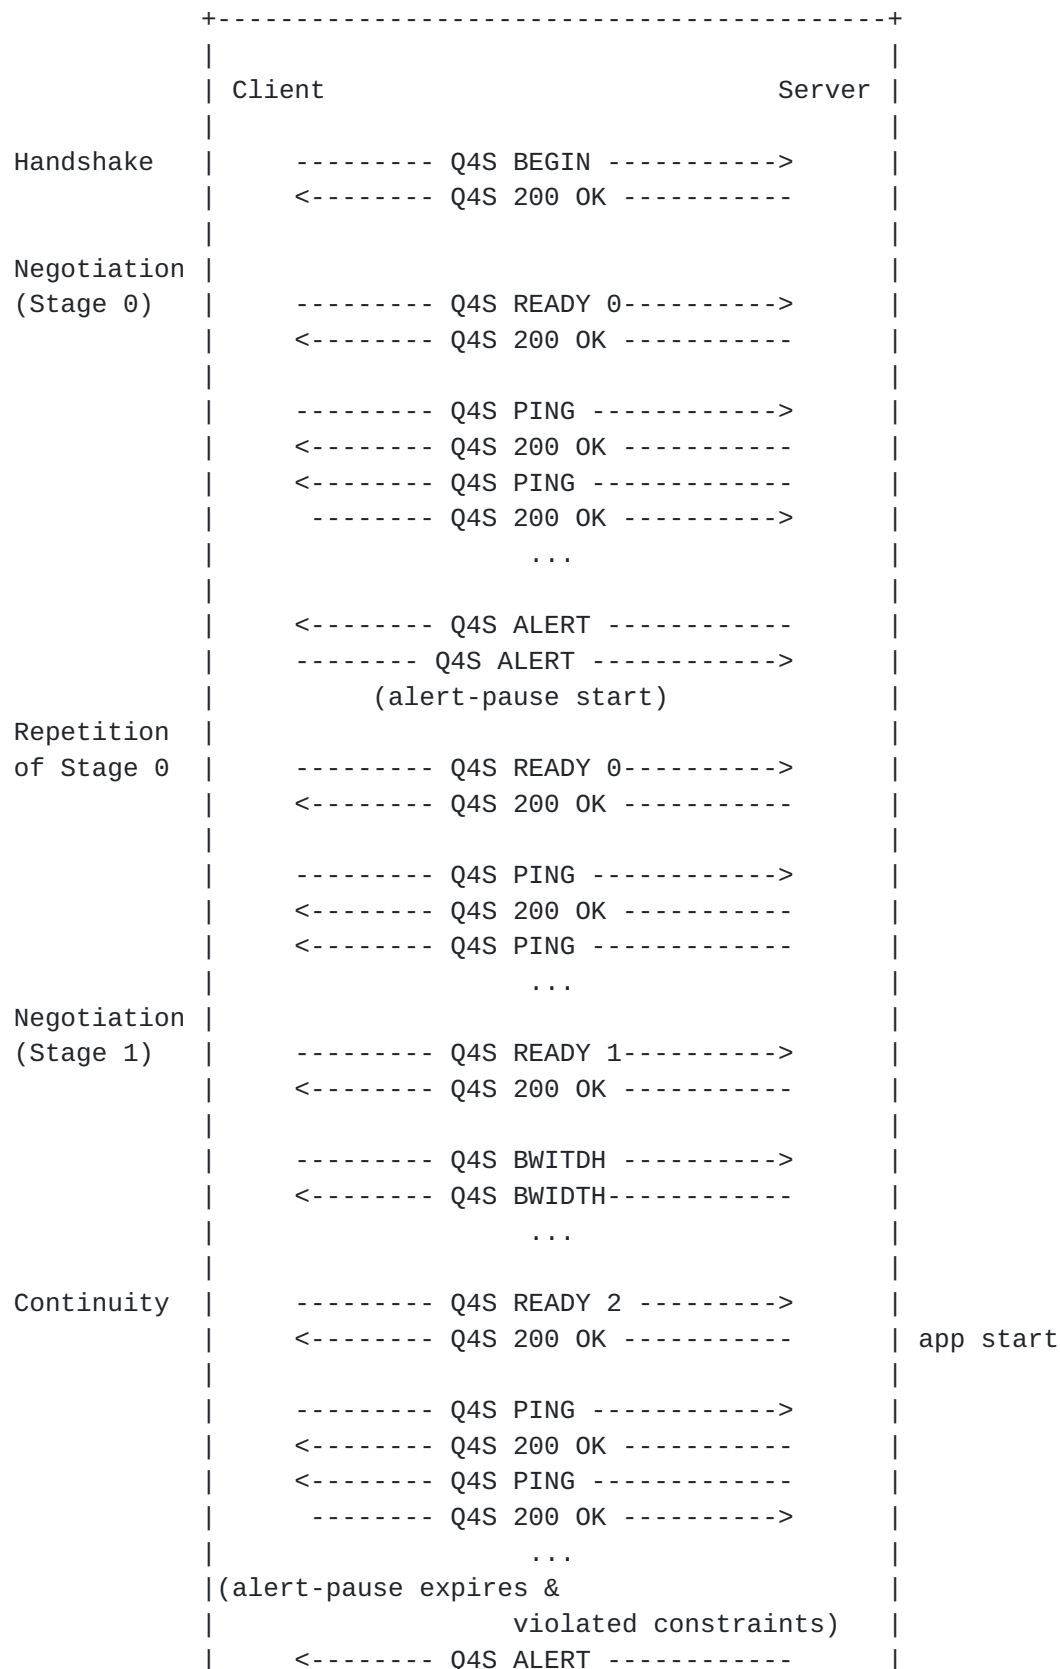 +-------------------------------------------+
            |                                           |
            | Client                             Server |
            |                                           |
Handshake   |     --------- Q4S BEGIN ----------->      |
            |     <-------- Q4S 200 OK -----------      |
            |                                           |
Negotiation |                                           |
(Stage 0)   |     --------- Q4S READY 0---------->      |
            |     <-------- Q4S 200 OK -----------      |
            |                                           |
            |     --------- Q4S PING ------------>      |
            |     <-------- Q4S 200 OK -----------      |
            |     <-------- Q4S PING -------------      |
            |      -------- Q4S 200 OK ---------->      |
            |                    ...                    |
            |                                           |
            |     <-------- Q4S ALERT ------------      |
            |     -------- Q4S ALERT ------------>      |
            |          (alert-pause start)              |
Repetition  |                                           |
of Stage 0  |     --------- Q4S READY 0---------->      |
            |     <-------- Q4S 200 OK -----------      |
            |                                           |
            |     --------- Q4S PING ------------>      |
            |     <-------- Q4S 200 OK -----------      |
            |     <-------- Q4S PING -------------      |
            |                    ...                    |
Negotiation |                                           |
(Stage 1)   |     --------- Q4S READY 1---------->      |
            |     <-------- Q4S 200 OK -----------      |
            |                                           |
            |     --------- Q4S BWITDH ---------->      |
            |     <-------- Q4S BWIDTH------------      |
            |                    ...                    |
            |                                           |
Continuity  |     --------- Q4S READY 2 --------->      |
            |     <-------- Q4S 200 OK -----------      | app start
            |                                           |
            |     --------- Q4S PING ------------>      |
            |     <-------- Q4S 200 OK -----------      |
            |     <-------- Q4S PING -------------      |
            |      -------- Q4S 200 OK ---------->      |
            |                    ...                    |
            |(alert-pause expires &                     |
            |                   violated constraints)   |
            |     <-------- Q4S ALERT ------------      |